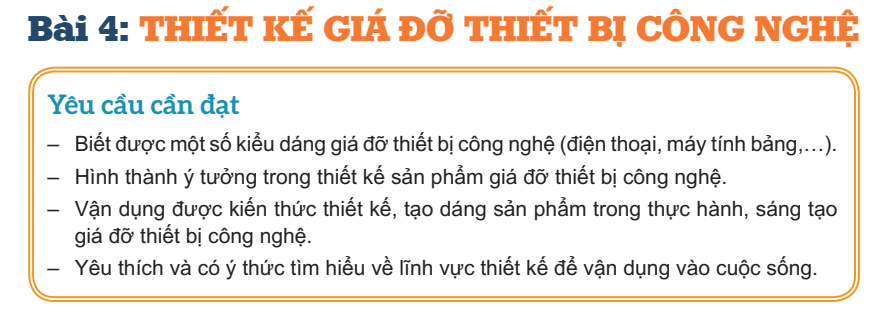 Bài 4: THIẾT KẾ GIÁ ĐỠ THIẾT BỊ CÔNG NGHỆ
Yêu cầu cần đạt
– Biết được một số kiểu dáng giá đỡ thiết bị công nghệ (điện thoại, máy tính bảng,…).
– Hình thành ý tưởng trong thiết kế sản phẩm giá đỡ thiết bị công nghệ.
– Vận dụng được kiến thức thiết kế, tạo dáng sản phẩm trong thực hành, sáng tạo
giá đỡ thiết bị công nghệ.
– Yêu thích và có ý thức tìm hiểu về lĩnh vực thiết kế để vận dụng vào cuộc sống.